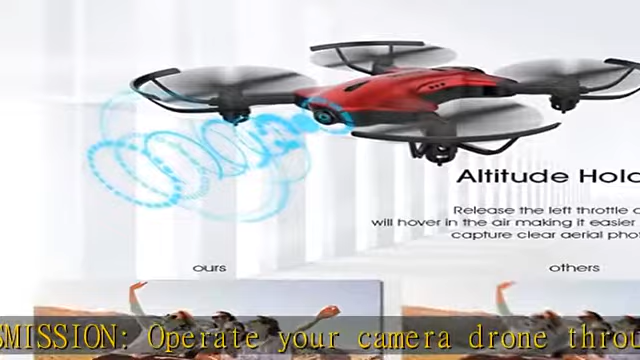 Altitude Hol
Release the left throttle
will hover in the air making it easier
capture clear aerial pho
ours
others
SMISSION: Operate your camera drone throu